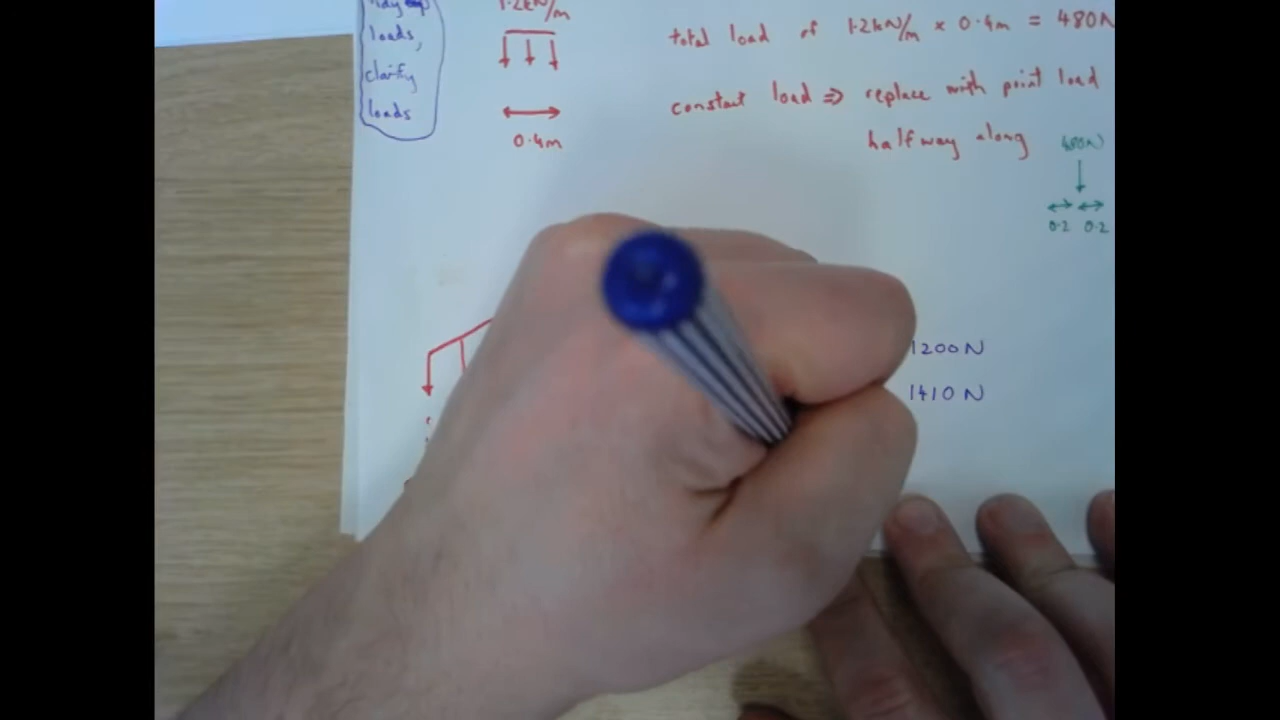 1.2kN/m
loads,
clarify
loads
0.4m
total load of 1.2kN/m × 0.4m = 480N
constant load ⇒ replace with point load
halfway along
480N
0.2 0.2
1200N
1410 N